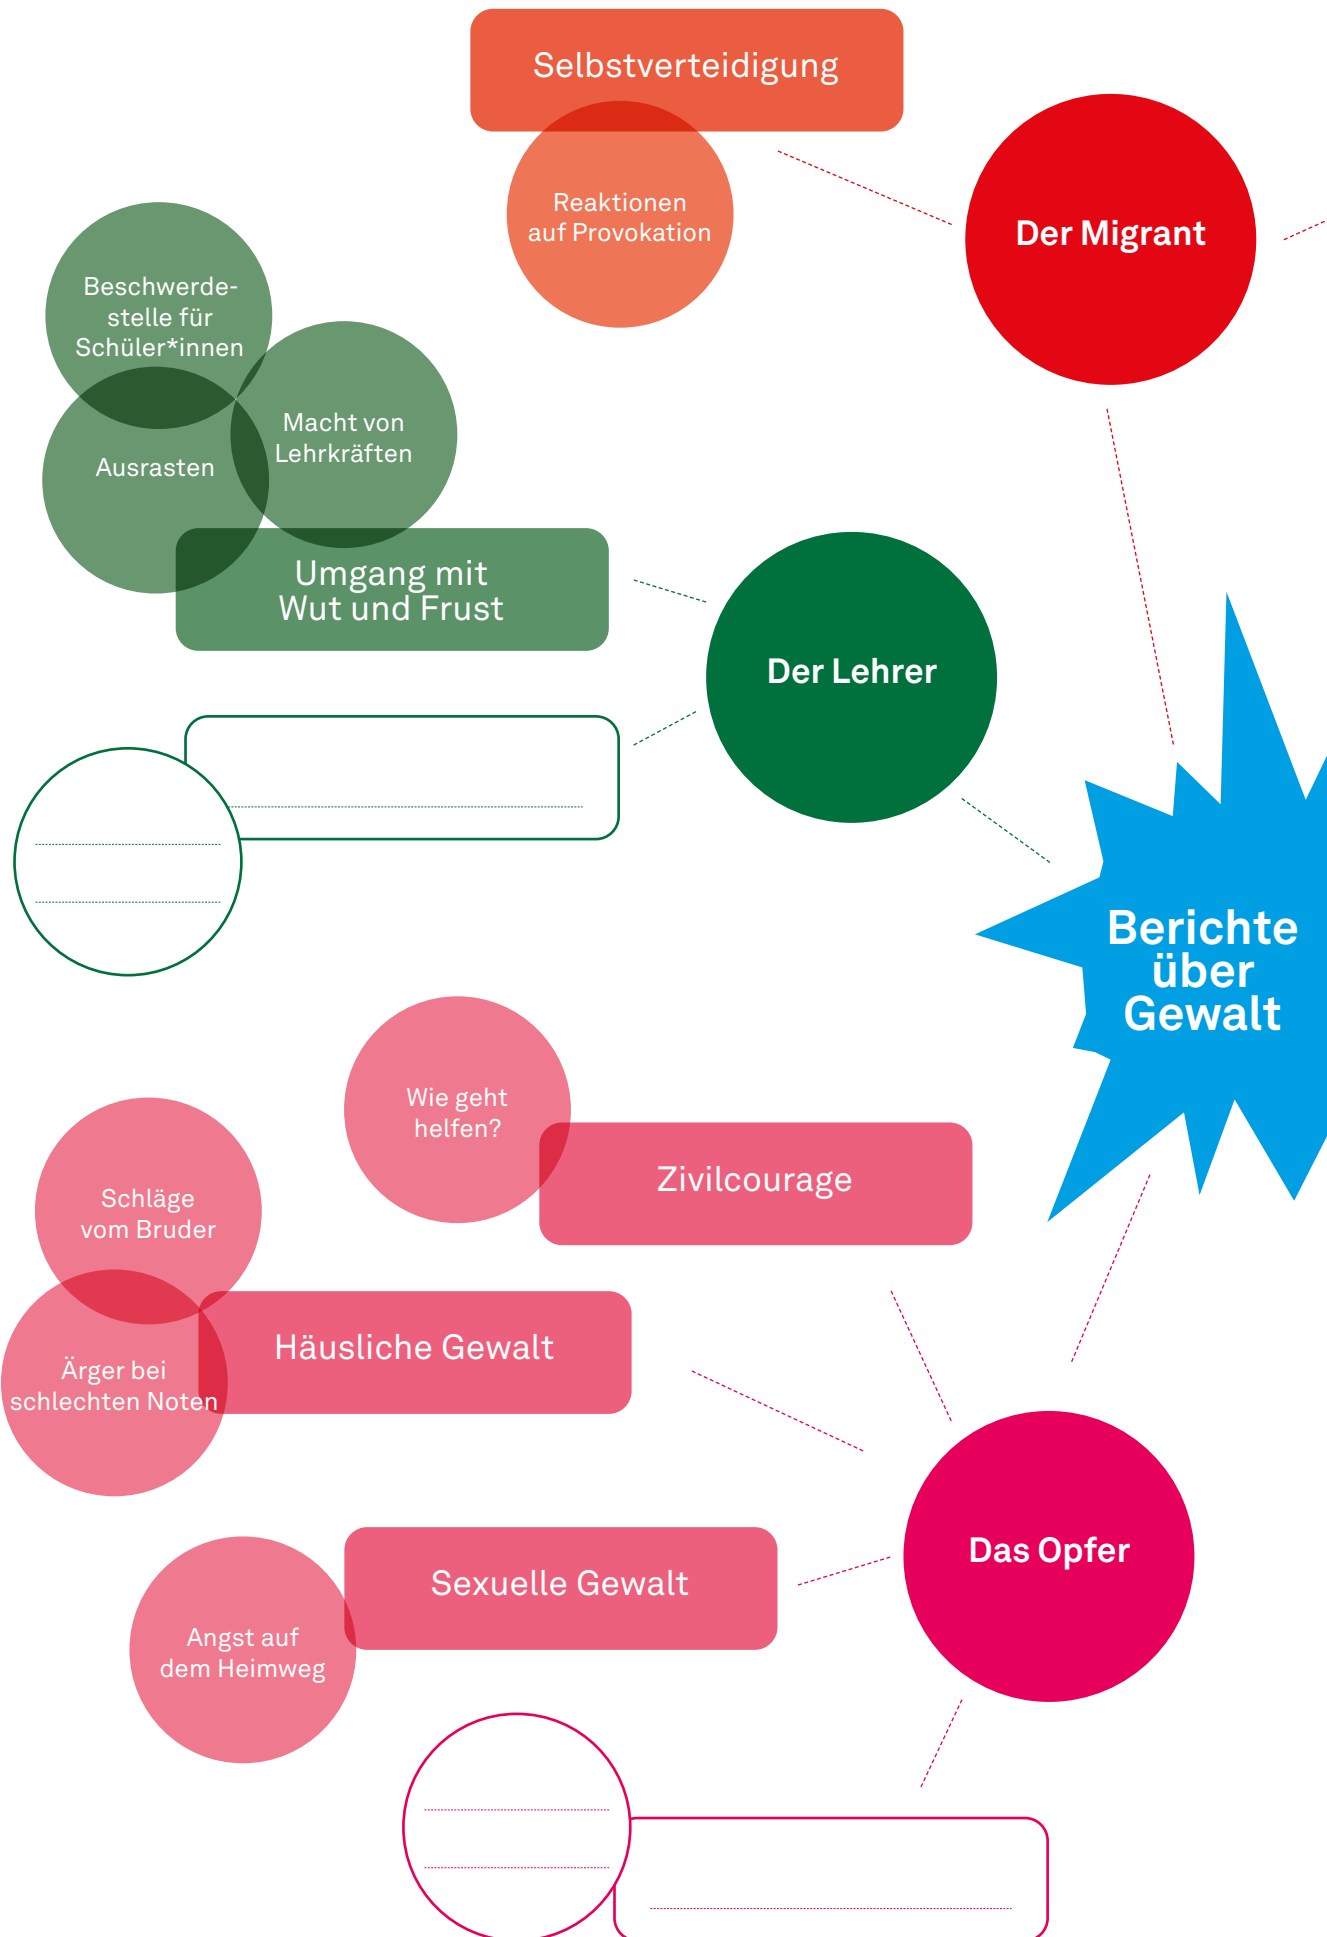 Selbstverteidigung
Reaktionen
auf Provokation
Der Migrant
Beschwerde-
stelle für
Schüler*innen
Macht von
Lehrkräften
Ausrasten
Umgang mit
Wut und Frust
Der Lehrer
Berichte
über
Gewalt
Wie geht
helfen?
Zivilcourage
Schläge
vom Bruder
Häusliche Gewalt
Ärger bei
schlechten Noten
Das Opfer
Sexuelle Gewalt
Angst auf
dem Heimweg